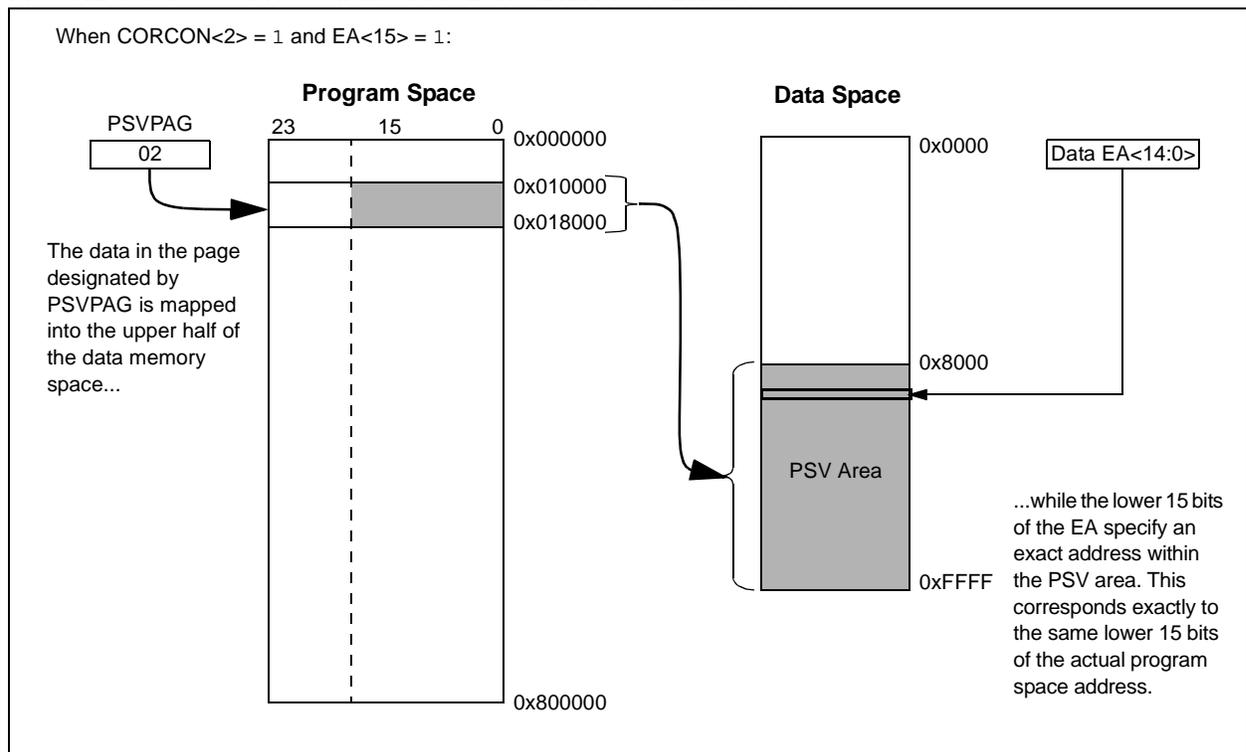 When CORCON<2> = 1 and EA<15> = 1:
Program Space
Data Space
PSVPAG
02
23 15 0
0x000000
0x010000
0x018000
0x800000
The data in the page
designated by
PSVPAG is mapped
into the upper half of
the data memory
space...
0x0000
Data EA<14:0>
0x8000
PSV Area
0xFFFF
...while the lower 15 bits
of the EA specify an
exact address within
the PSV area. This
corresponds exactly to
the same lower 15 bits
of the actual program
space address.